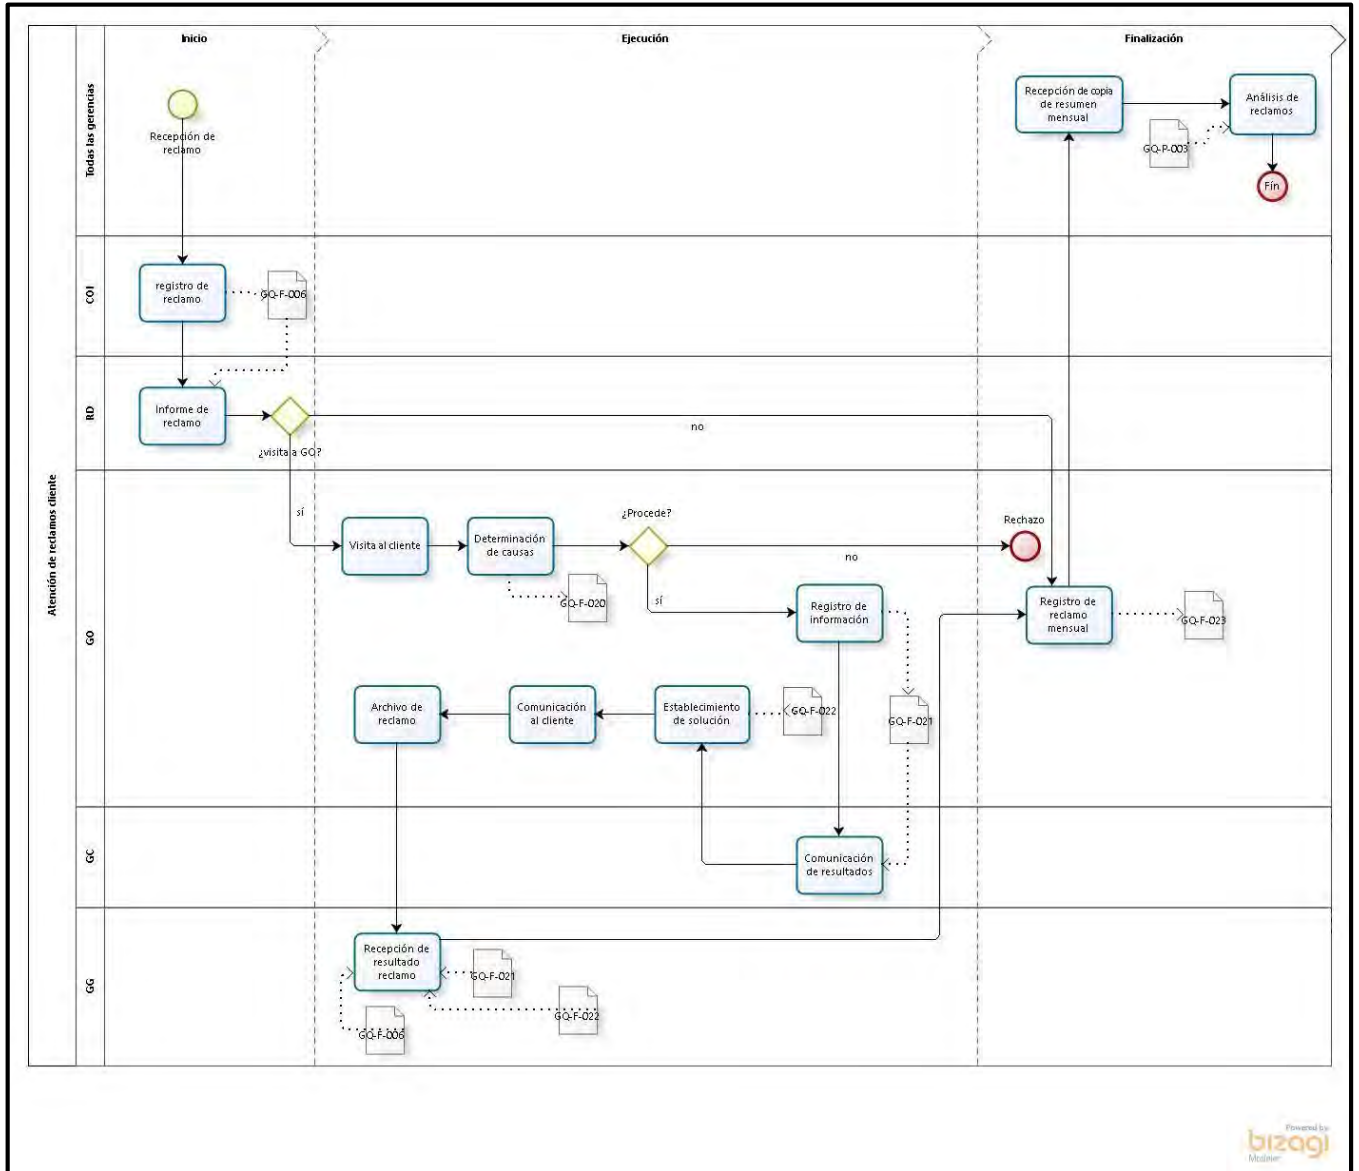 Inicio
Ejecución
Finalización
Atención de reclamos cliente
Todas las gerencias
Recepción de
reclamo
Recepción de copia
de resumen
mensual
Análisis de
reclamos
GQ-P-003
Fín
COI
registro de
reclamo
GQ-F-006
RD
Informe de
reclamo
¿visita a GO?
no
sí
GO
Visita al cliente
Determinación
de causas
GQ-F-020
¿Procede?
no
sí
Rechazo
Registro de
información
Registro de
reclamo
mensual
GQ-F-023
Archivo de
reclamo
Comunicación
al cliente
Establecimiento
de solución
GQ-F-022
GQ-F-021
GC
Comunicación
de resultados
GG
Recepción de
resultado
reclamo
GQ-F-021
GQ-F-022
GQ-F-006
Powered by
bizagi
Modeler